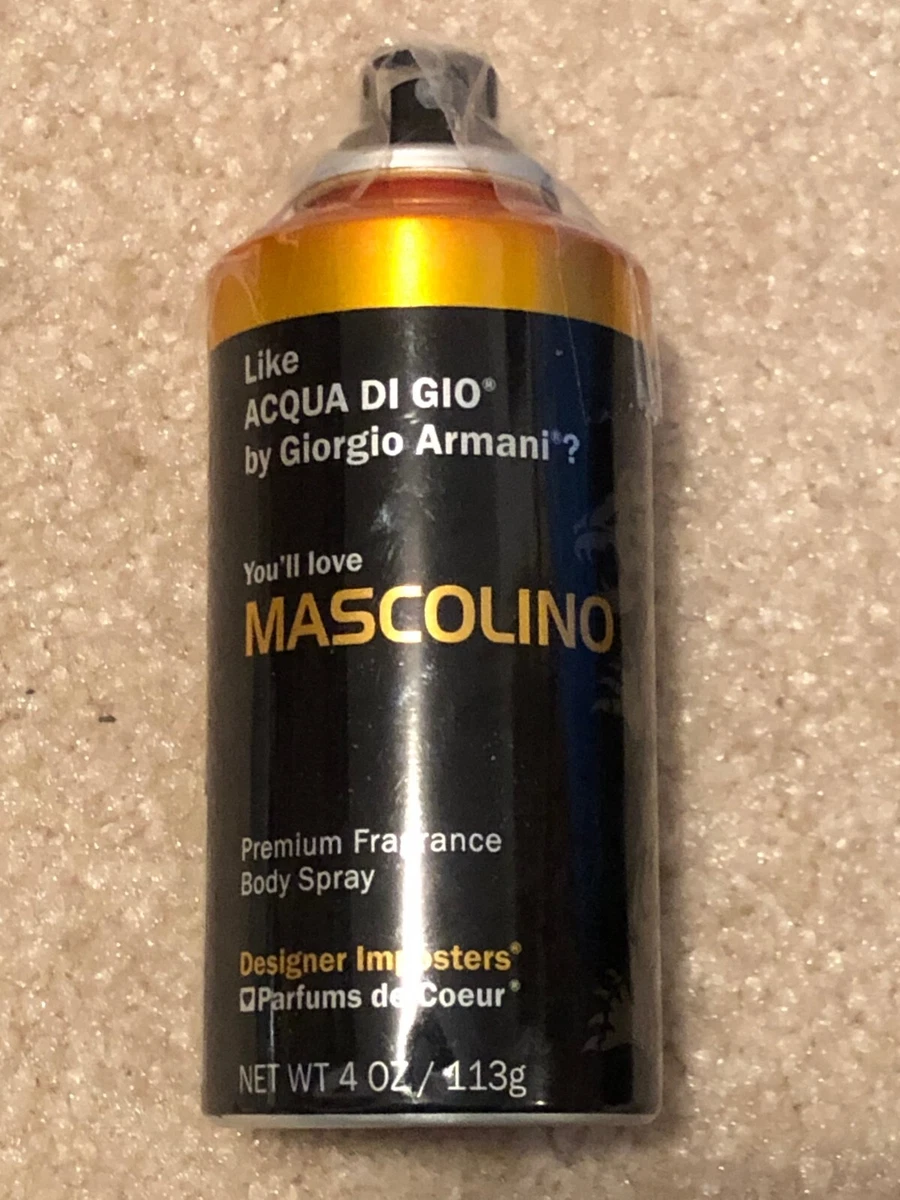 Like
ACQUA DI GIO®
by Giorgio Armani®?
You'll love
MASCOLINO
Premium Fragrance
Body Spray
Designer Imposters®
Parfums de Coeur®
NET WT 4 OZ / 113g